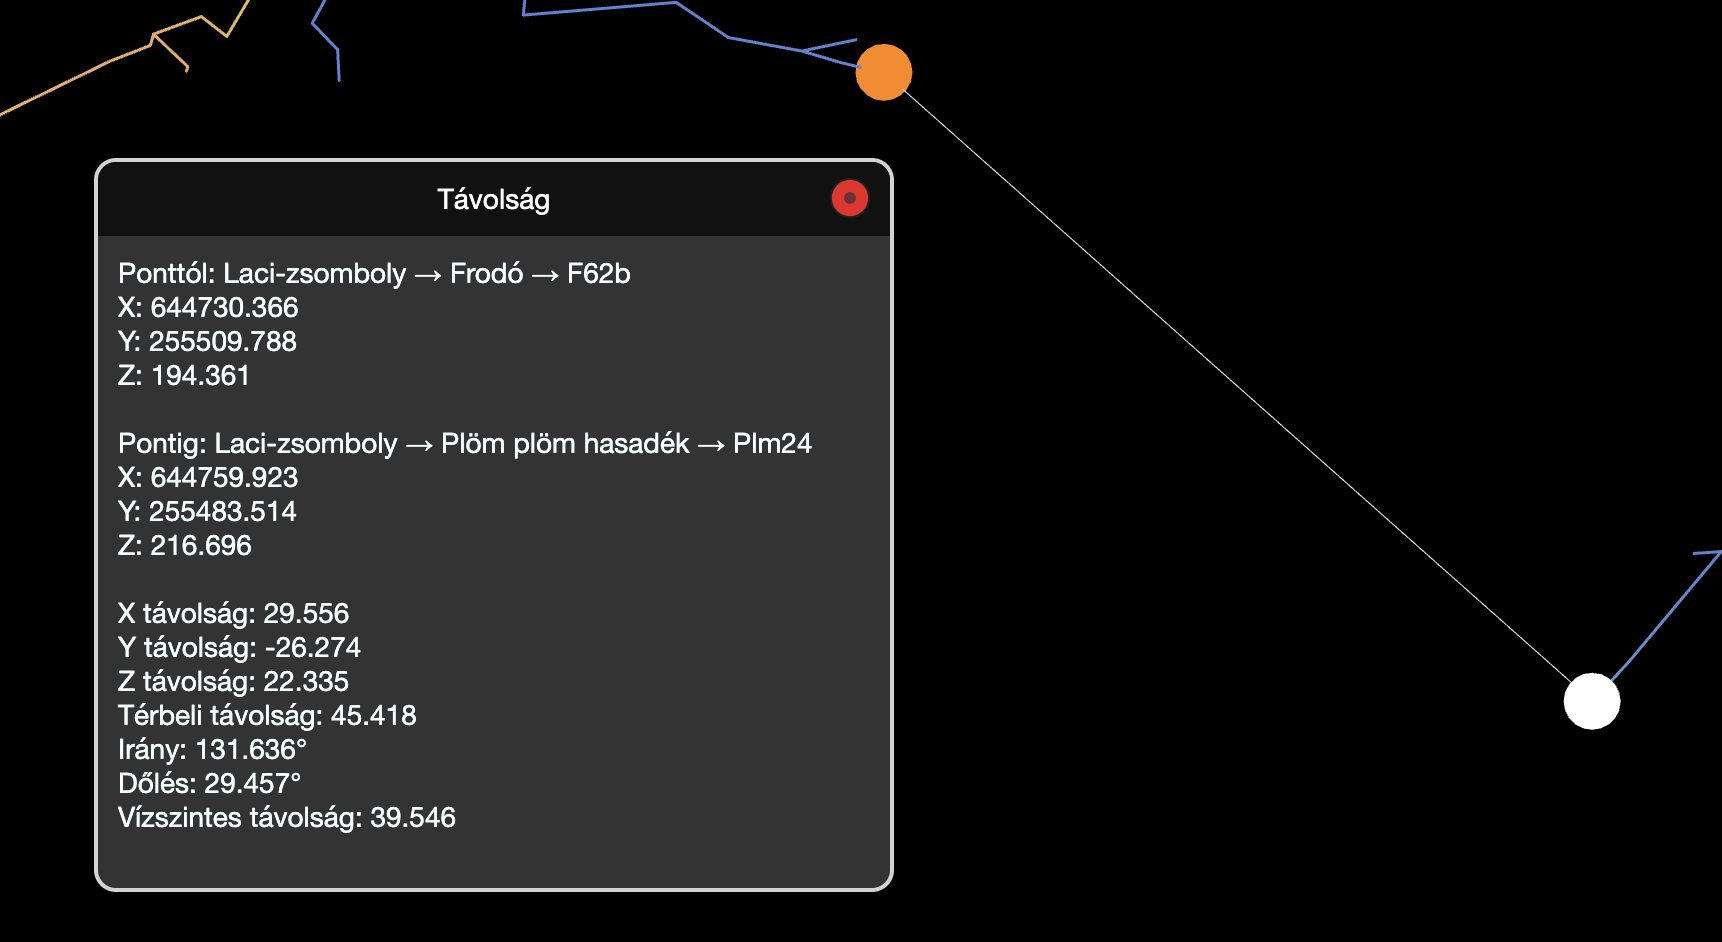 Távolság
Ponttól: Laci-zsomboly → Frodó → F62b
X: 644730.366
Y: 255509.788
Z: 194.361
Pontig: Laci-zsomboly → Plöm plöm hasadék → Plm24
X: 644759.923
Y: 255483.514
Z: 216.696
X távolság: 29.556
Y távolság: -26.274
Z távolság: 22.335
Térbeli távolság: 45.418
Irány: 131.636°
Dőlés: 29.457°
Vízszintes távolság: 39.546